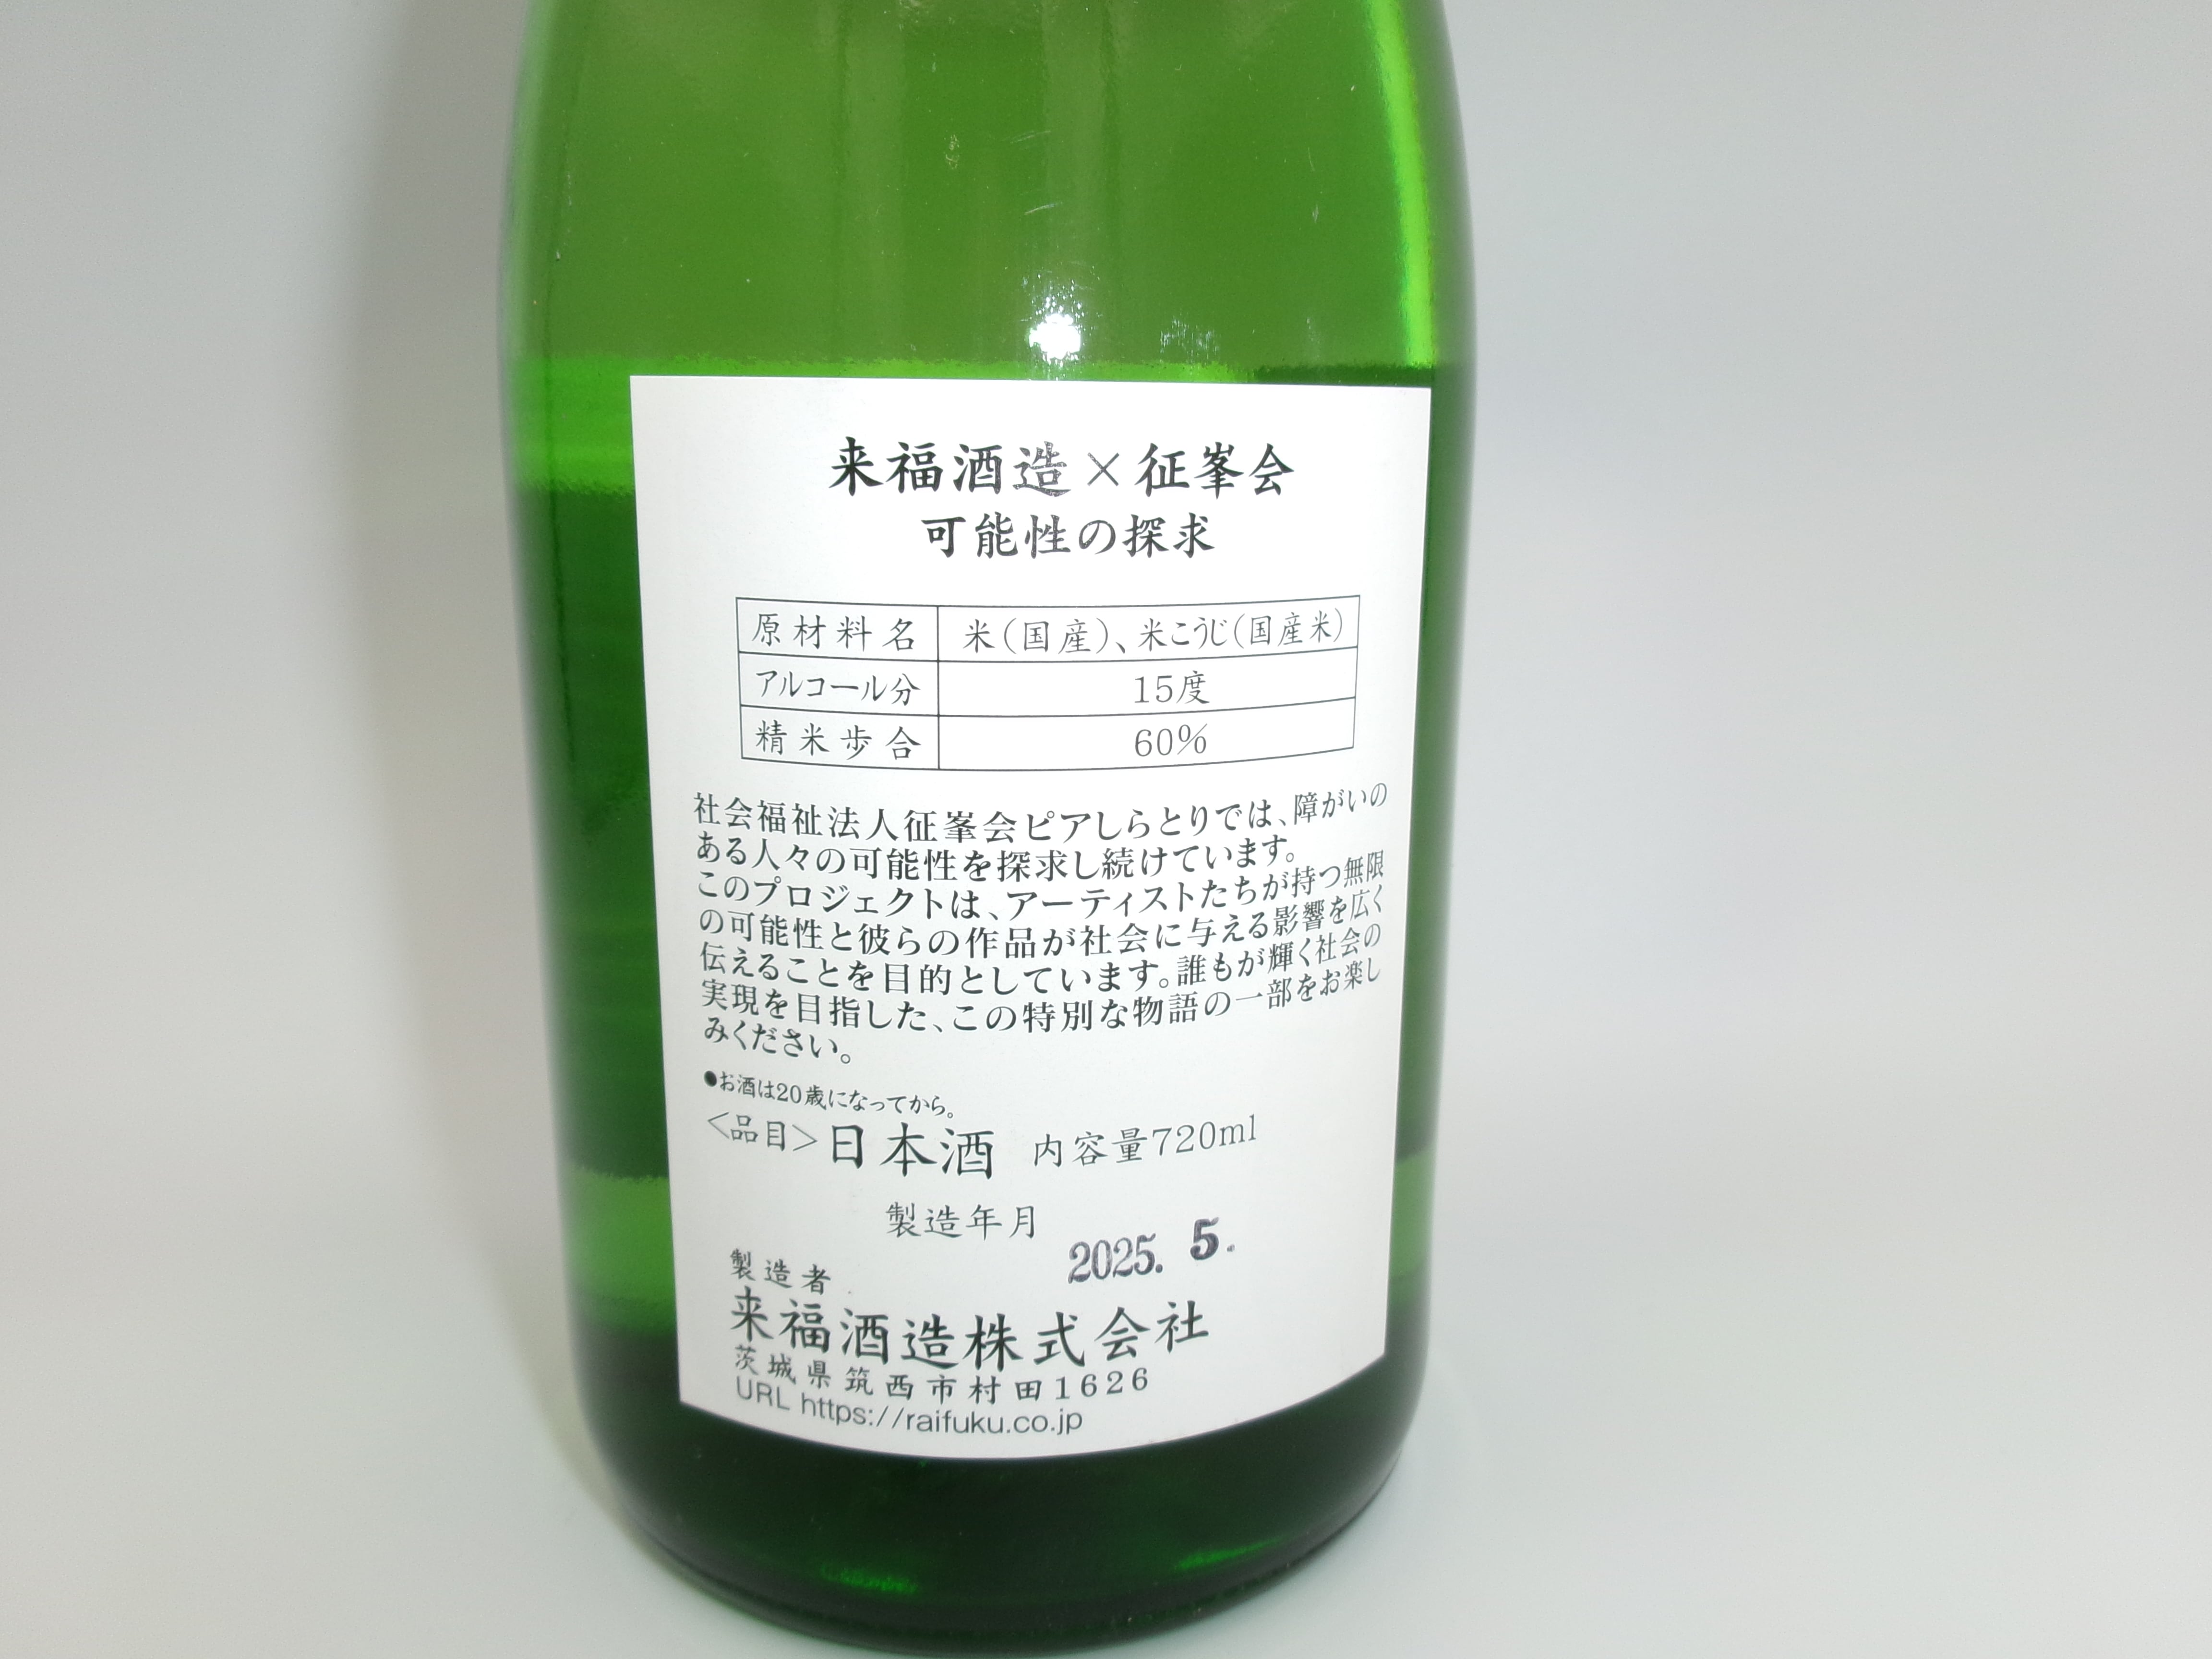 来福酒造×征峯会
可能性の探求
原材料名 米(国産)、米こうじ(国産米)
アルコール分 15度
精米歩合 60%
社会福祉法人征峯会ピアしらとりでは、障がいの
ある人々の可能性を探求し続けています。
このプロジェクトは、アーティストたちが持つ無限
の可能性と彼らの作品が社会に与える影響を広く
伝えることを目的としています。誰もが輝く社会の
実現を目指した、この特別な物語の一部をお楽し
みください。
●お酒は20歳になってから。
<品目>日本酒 内容量720ml
製造年月 2025. 5.
製造者
来福酒造株式会社
茨城県筑西市村田1626
URL https://raifuku.co.jp